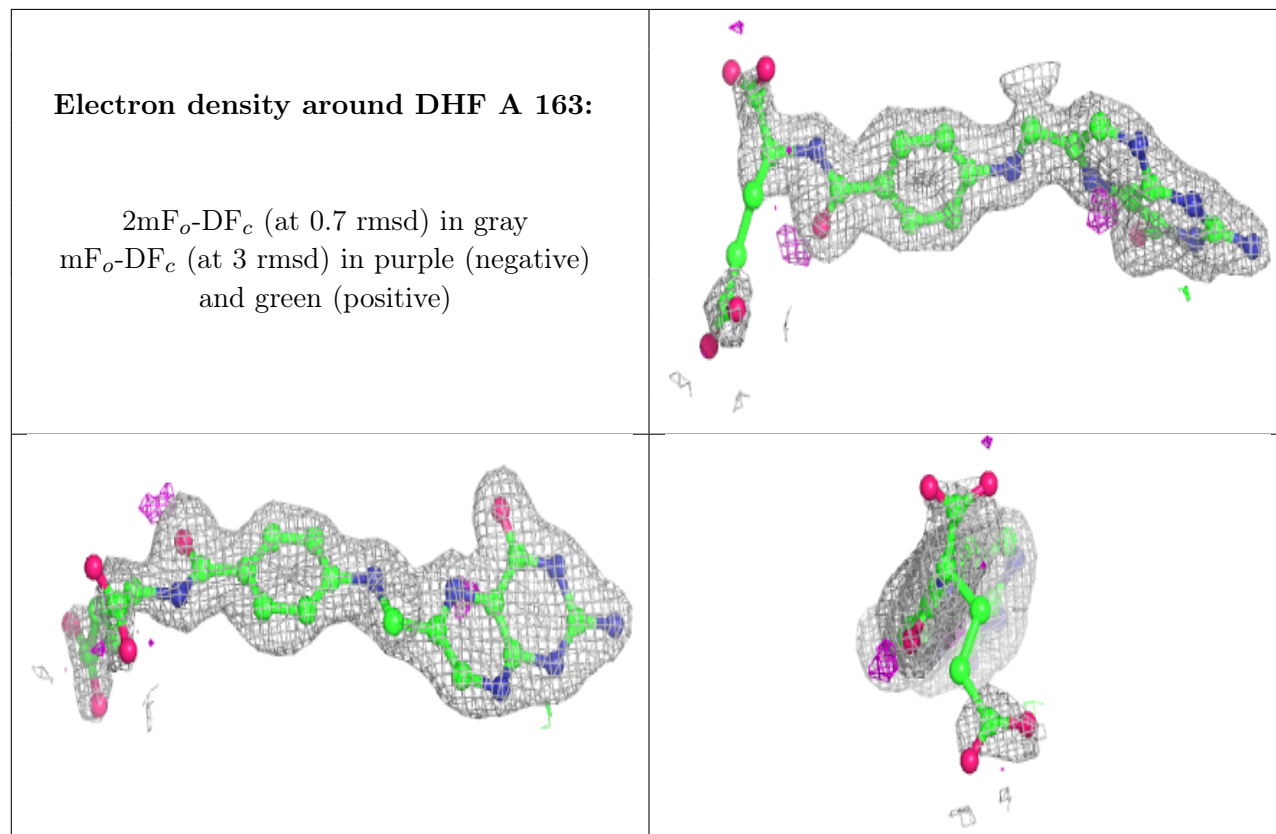 Electron density around DHF A 163:
2mFo-DFc (at 0.7 rmsd) in gray
mFo-DFc (at 3 rmsd) in purple (negative)
and green (positive)